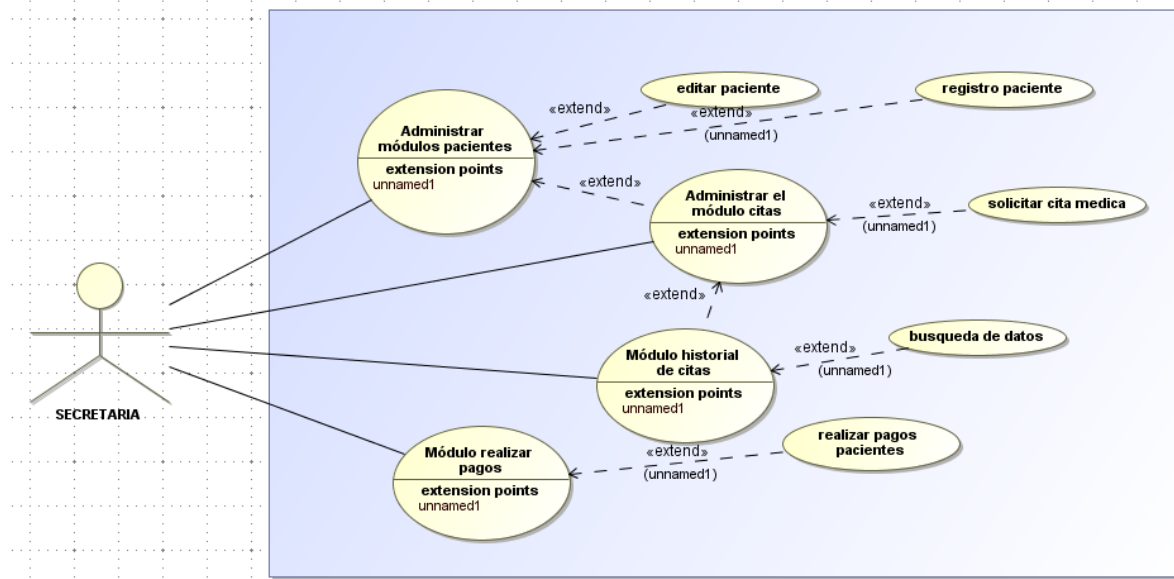 editar paciente
registro paciente
«extend»
«extend»
(unnamed1)
Administrar
módulos pacientes
extension points
unnamed1
«extend»
Administrar el
módulo citas
extension points
unnamed1
«extend»
(unnamed1)
solicitar cita medica
«extend»
Módulo historial
de citas
extension points
unnamed1
«extend»
(unnamed1)
busqueda de datos
SECRETARIA
Módulo realizar
pagos
extension points
unnamed1
«extend»
(unnamed1)
realizar pagos
pacientes